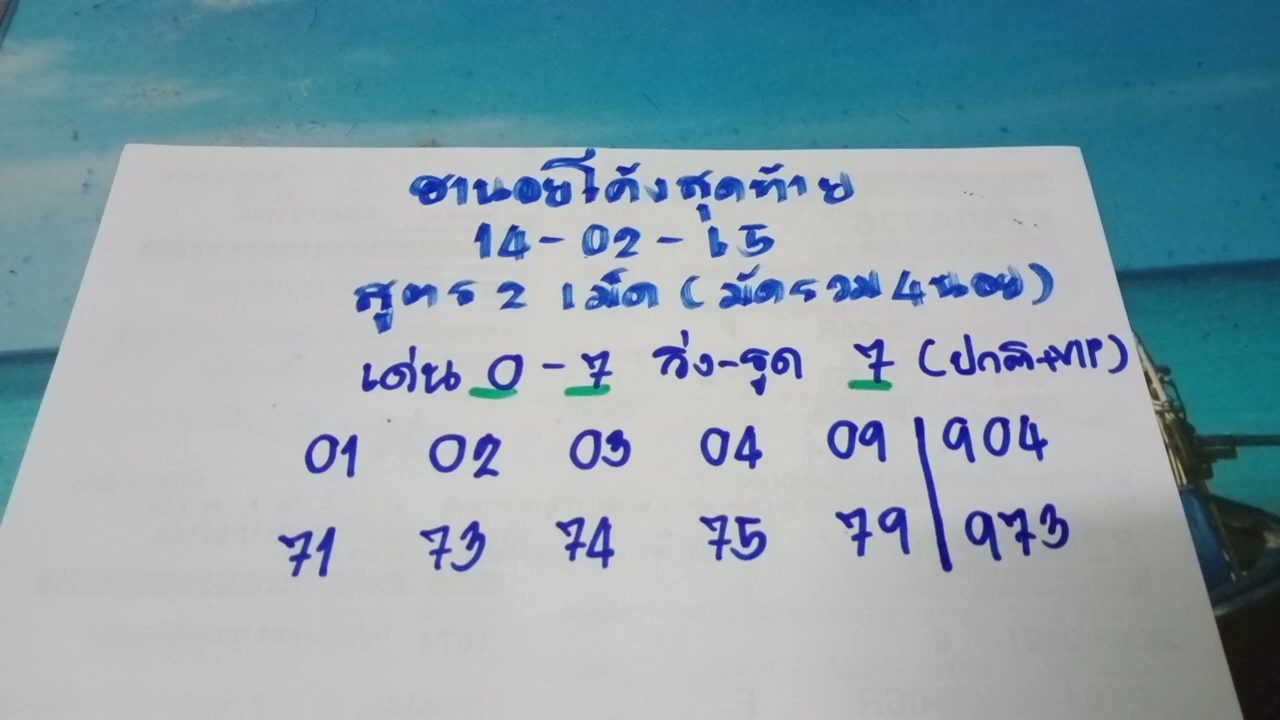 ฮานอยโค้งสุดท้าย
14-02-65
สูตร 2 เม็ด (มัดรวม 4 นอย)
เด่น 0 - 7 วิ่ง-รูด 7 (ปกติ+VIP)
01 02 03 04 09 | 904
71 73 74 75 79 | 973